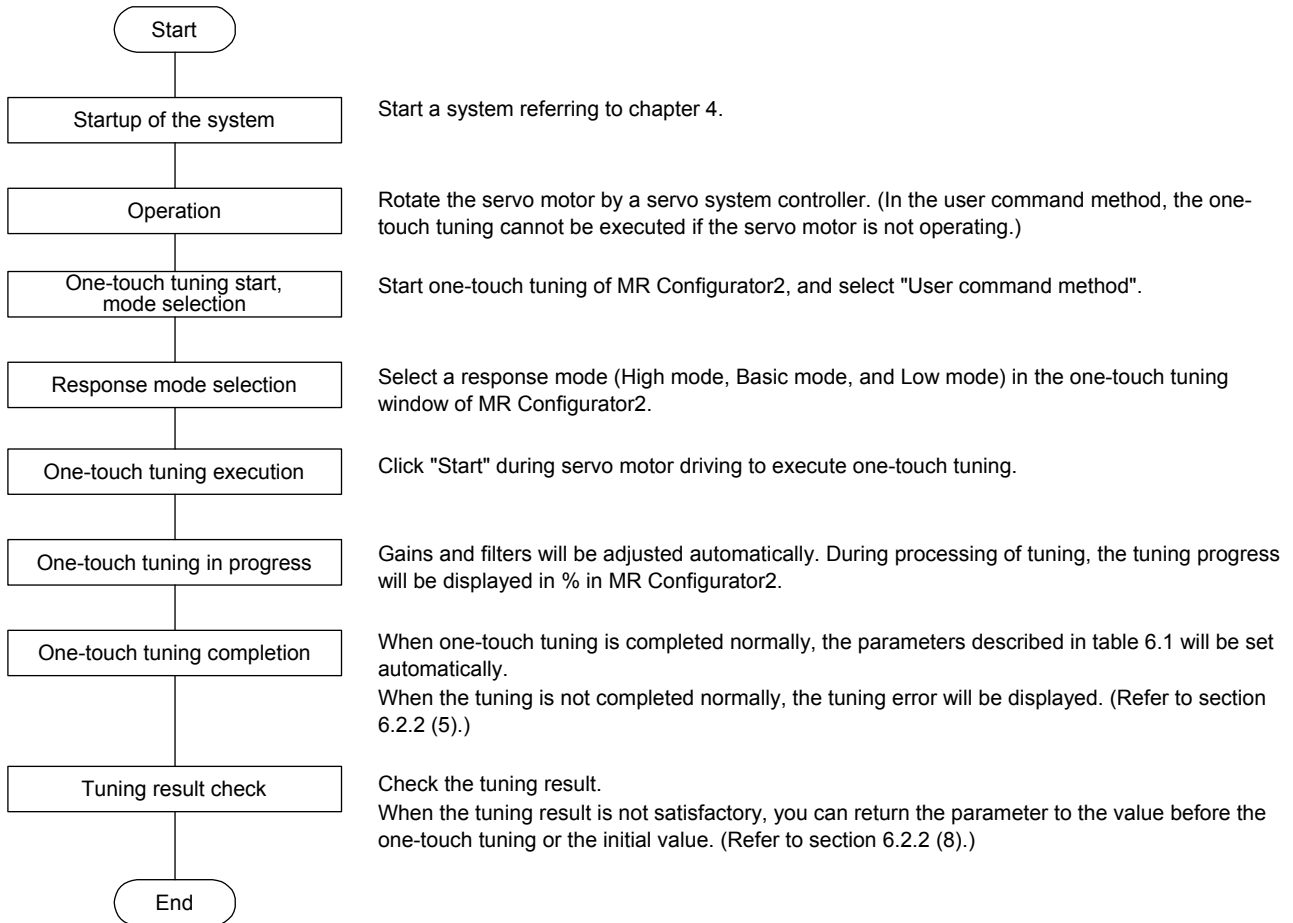 Start
Startup of the system
Start a system referring to chapter 4.
Operation
Rotate the servo motor by a servo system controller. (In the user command method, the one-
touch tuning cannot be executed if the servo motor is not operating.)
One-touch tuning start,
mode selection
Start one-touch tuning of MR Configurator2, and select "User command method".
Response mode selection
Select a response mode (High mode, Basic mode, and Low mode) in the one-touch tuning
window of MR Configurator2.
One-touch tuning execution
Click "Start" during servo motor driving to execute one-touch tuning.
One-touch tuning in progress
Gains and filters will be adjusted automatically. During processing of tuning, the tuning progress
will be displayed in % in MR Configurator2.
One-touch tuning completion
When one-touch tuning is completed normally, the parameters described in table 6.1 will be set
automatically.
When the tuning is not completed normally, the tuning error will be displayed. (Refer to section
6.2.2 (5).)
Tuning result check
Check the tuning result.
When the tuning result is not satisfactory, you can return the parameter to the value before the
one-touch tuning or the initial value. (Refer to section 6.2.2 (8).)
End